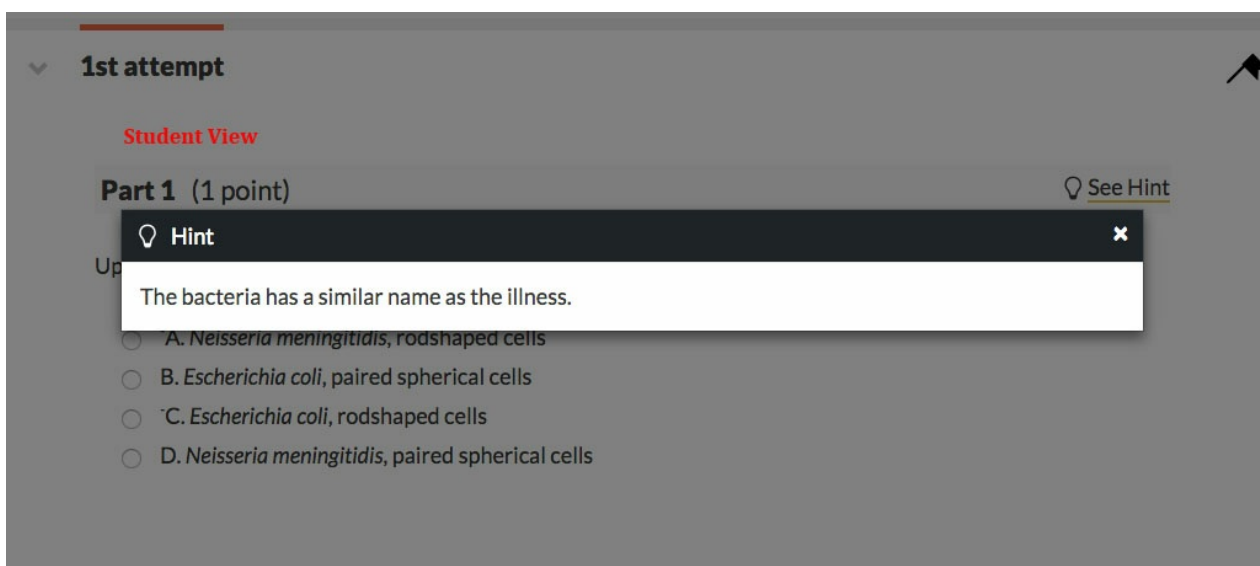 1st attempt
Student View
Part 1 (1 point) See Hint
Hint ×
Up
The bacteria has a similar name as the illness.
A. Neisseria meningitidis, rodshaped cells
B. Escherichia coli, paired spherical cells
C. Escherichia coli, rodshaped cells
D. Neisseria meningitidis, paired spherical cells